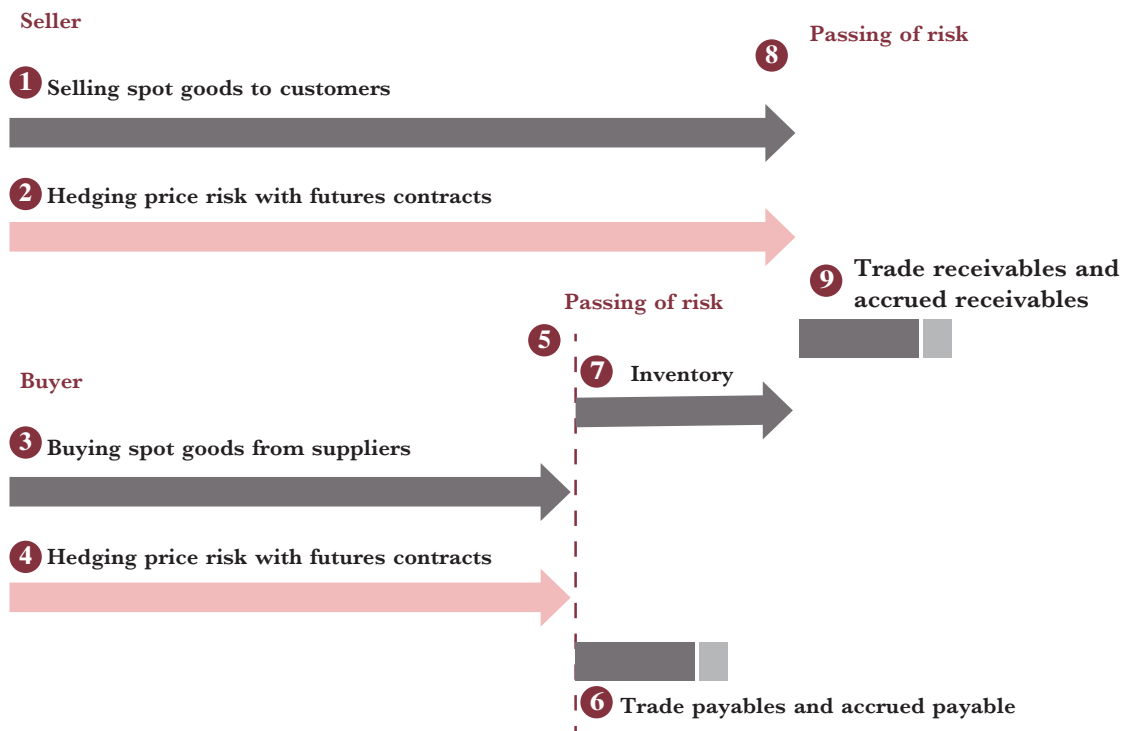 Seller
8 Passing of risk
1 Selling spot goods to customers
2 Hedging price risk with futures contracts
9 Trade receivables and
accrued receivables
Passing of risk
5
7 Inventory
Buyer
3 Buying spot goods from suppliers
4 Hedging price risk with futures contracts
6 Trade payables and accrued payable